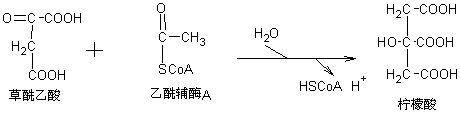 O=C-COOH
H₂C
COOH
草酰乙酸
+
O
C-CH₃
SCoA
乙酰辅酶A
H₂O
HSCoA H⁺
H₂C-COOH
HO-C-COOH
H₂C-COOH
柠檬酸